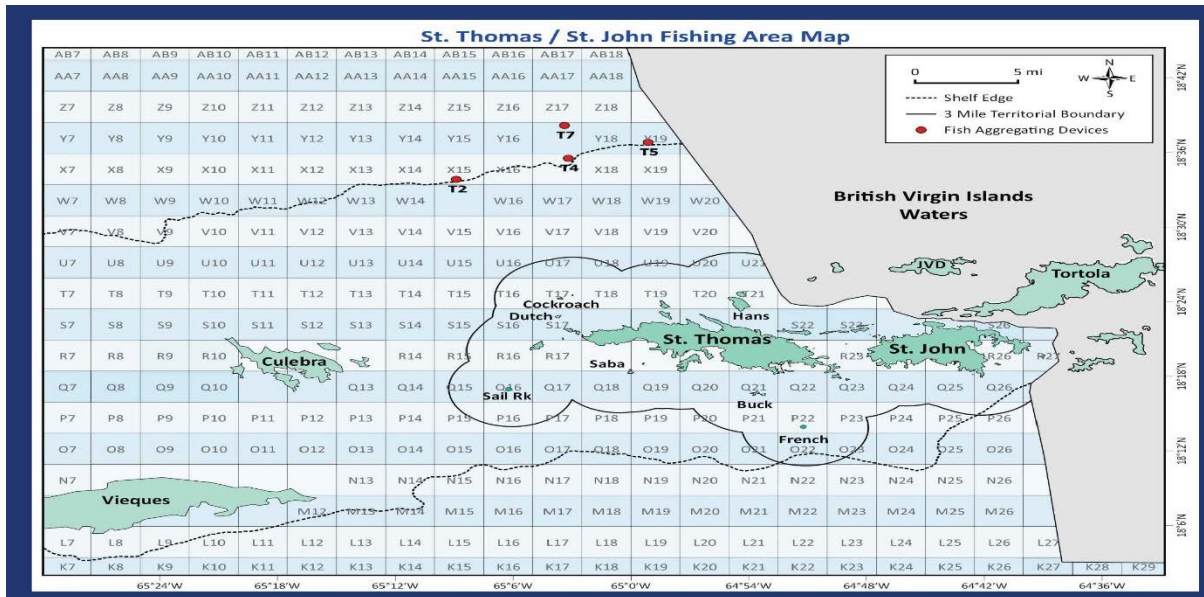 St. Thomas / St. John Fishing Area Map
AB7 AB8 AB9 AB10 AB11 AB12 AB13 AB14 AB15 AB16 AB17 AB18
AA7 AA8 AA9 AA10 AA11 AA12 AA13 AA14 AA15 AA16 AA17 AA18
0 5 mi
N
W E
S
18°42'N
Shelf Edge
3 Mile Territorial Boundary
Fish Aggregating Devices
Z7 Z8 Z9 Z10 Z11 Z12 Z13 Z14 Z15 Z16 Z17 Z18
Y7 Y8 Y9 Y10 Y11 Y12 Y13 Y14 Y15 Y16 T7 Y18 Y19
T5
18°36'N
X7 X8 X9 X10 X11 X12 X13 X14 X15 X16 T4 X18 X19
T2
W7 W8 W9 W10 W11 W12 W13 W14 W16 W17 W18 W19 W20
British Virgin Islands
Waters
V7 V8 V9 V10 V11 V12 V13 V14 V15 V16 V17 V18 V19 V20
18°30'N
U7 U8 U9 U10 U11 U12 U13 U14 U15 U16 U17 U18 U19 U20 U21
JVD
Tortola
T7 T8 T9 T10 T11 T12 T13 T14 T15 T16 T17 T18 T19 T20 T21
18°24'N
Cockroach
Dutch
Hans
S7 S8 S9 S10 S11 S12 S13 S14 S15 S16 S17 S22 S23 S26
St. Thomas
St. John
R7 R8 R9 R10 R14 R15 R16 R17 R23 R26 R27
Culebra
Saba
18°18'N
Q7 Q8 Q9 Q10 Q13 Q14 Q15 Q16 Q17 Q18 Q19 Q20 Q21 Q22 Q23 Q24 Q25 Q26
Sail Rk
Buck
P7 P8 P9 P10 P11 P12 P13 P14 P15 P16 P17 P18 P19 P20 P21 P22 P23 P24 P25 P26
French
O7 O8 O9 O10 O11 O12 O13 O14 O15 O16 O17 O18 O19 O20 O21 O22 O23 O24 O25 O26
18°12'N
N7 N13 N14 N15 N16 N17 N18 N19 N20 N21 N22 N23 N24 N25 N26
Vieques
M12 M13 M14 M15 M16 M17 M18 M19 M20 M21 M22 M23 M24 M25 M26
18°6'N
L7 L8 L9 L10 L11 L12 L13 L14 L15 L16 L17 L18 L19 L20 L21 L22 L23 L24 L25 L26 L27
K7 K8 K9 K10 K11 K12 K13 K14 K15 K16 K17 K18 K19 K20 K21 K22 K23 K24 K25 K26 K27 K28 K29
65°24'W 65°18'W 65°12'W 65°6'W 65°0'W 64°54'W 64°48'W 64°42'W 64°36'W